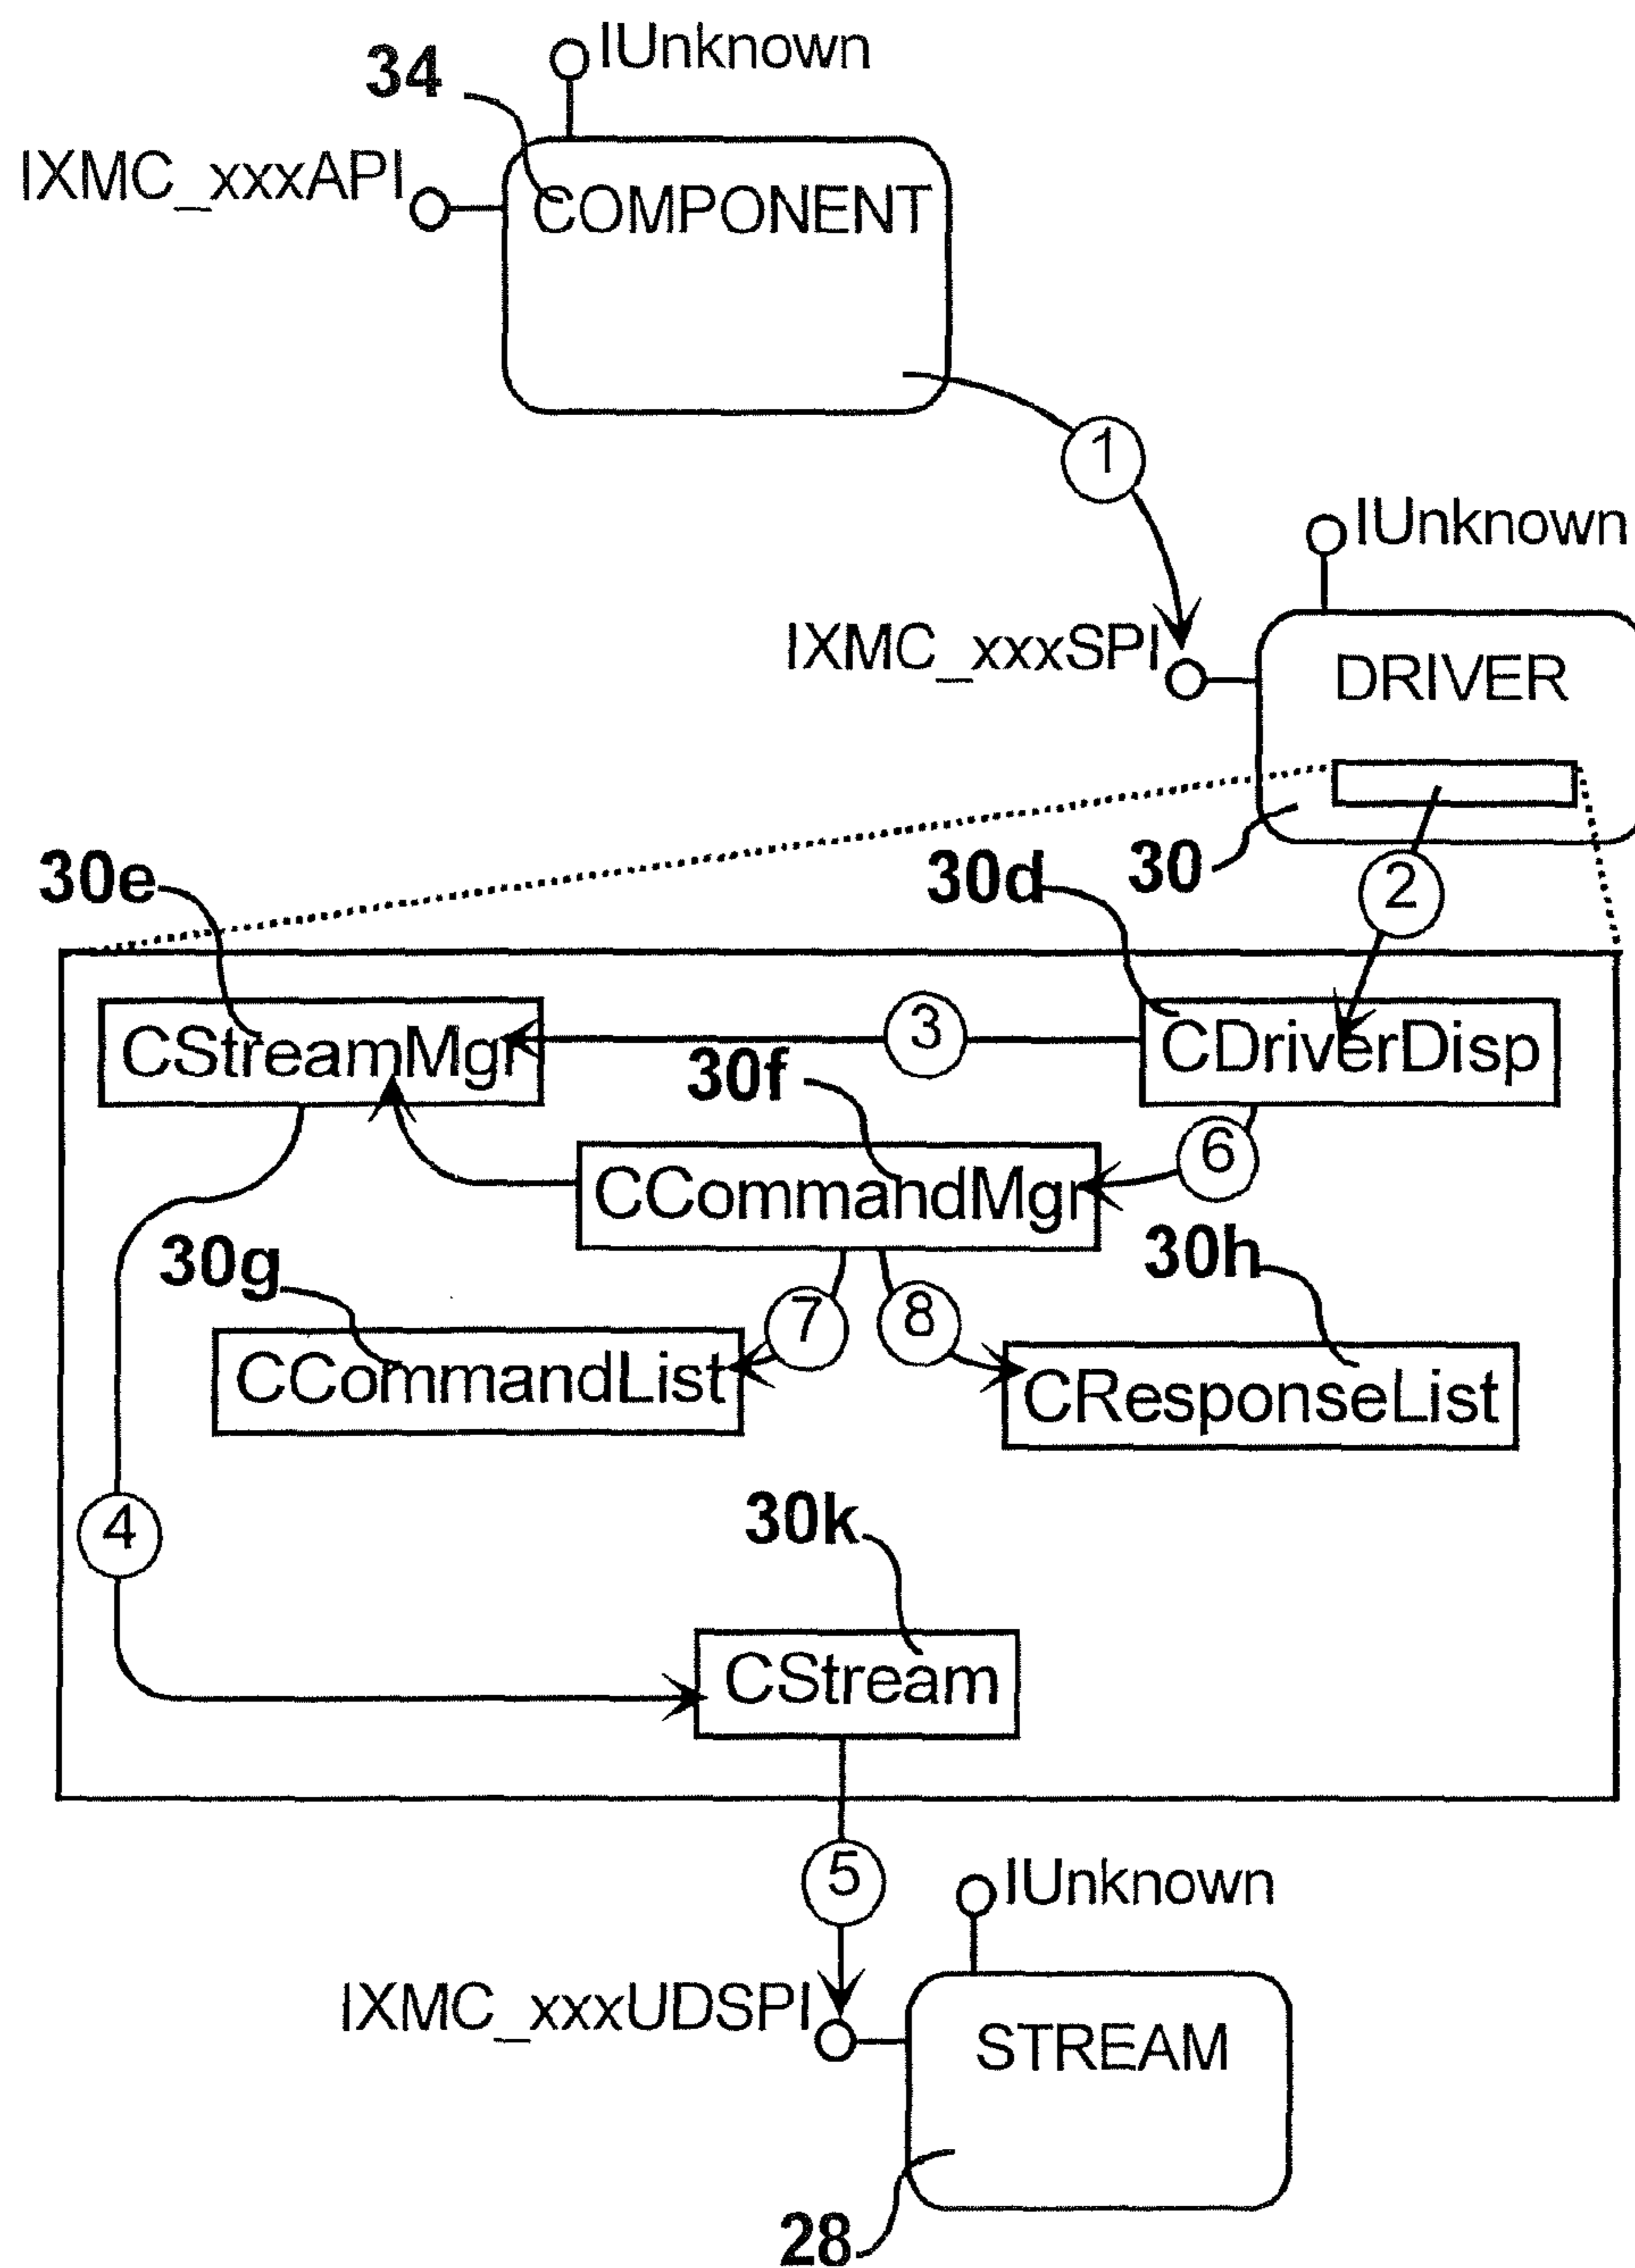 IUnknown
34
IXMC_xxxAPI
COMPONENT
1
IUnknown
IXMC_xxxSPI
DRIVER
30
2
30e
30d
CStreamMgr
3
CDriverDisp
30f
6
CCommandMgr
30g
7
8
30h
CCommandList
CResponseList
4
30k
CStream
5
IUnknown
IXMC_xxxUDSPI
STREAM
28